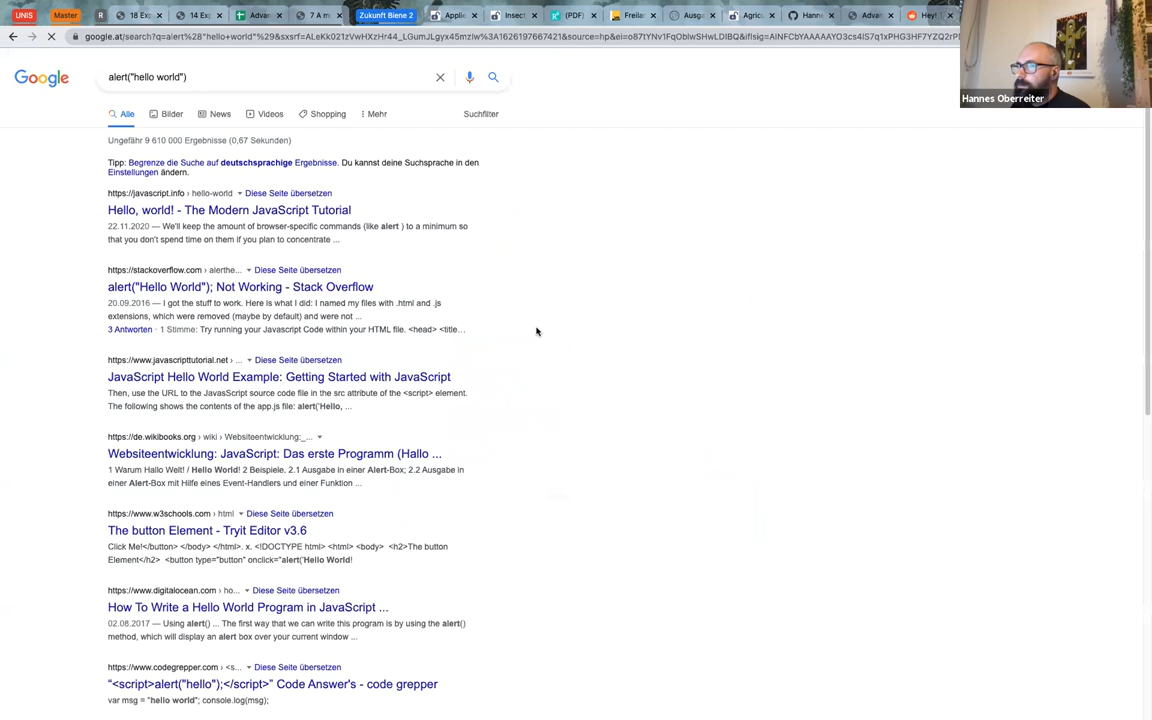 UNIS Master R 18 Exp 14 Exp Advan 7 A m Zukunft Biene 2 Applie Insect (PDF) Freilan Ausga Agricu Hanne Advan Hey!
google.at/search?q=alert%28"hello+world"%29&sxsrf=
Google
alert("hello world")
Hannes Oberreiter
Alle Bilder News Videos Shopping Mehr Suchfilter
Ungefähr 9 610 000 Ergebnisse (0,67 Sekunden)
Tipp: Begrenze die Suche auf deutschsprachige Ergebnisse. Du kannst deine Suchsprache in den
Einstellungen ändern.
https://javascript.info › hello-world Diese Seite übersetzen
Hello, world! - The Modern JavaScript Tutorial
22.11.2020 — We'll keep the amount of browser-specific commands (like alert ) to a minimum so
that you don't spend time on them if you plan to concentrate ...
https://stackoverflow.com › alerthe... Diese Seite übersetzen
alert("Hello World"); Not Working - Stack Overflow
20.09.2016 — I got the stuff to work. Here is what I did: I named my files with .html and .js
extensions, which were removed (maybe by default) and were not ...
3 Antworten · 1 Stimme: Try running your Javascript Code within your HTML file. <head> <title...
https://www.javascripttutorial.net › ... Diese Seite übersetzen
JavaScript Hello World Example: Getting Started with JavaScript
Then, use the URL to the JavaScript source code file in the src attribute of the <script> element.
The following shows the contents of the app.js file: alert('Hello, ...
https://de.wikibooks.org › wiki › Websiteentwicklung:_...
Websiteentwicklung: JavaScript: Das erste Programm (Hallo ...
1 Warum Hallo Welt! / Hello World! 2 Beispiele. 2.1 Ausgabe in einer Alert-Box; 2.2 Ausgabe in
einer Alert-Box mit Hilfe eines Event-Handlers und einer Funktion ...
https://www.w3schools.com › html Diese Seite übersetzen
The button Element - Tryit Editor v3.6
Click Me!</button> </body> </html>. x. <!DOCTYPE html> <html> <body> <h2>The button
Element</h2> <button type="button" onclick="alert('Hello World!
https://www.digitalocean.com › ho... Diese Seite übersetzen
How To Write a Hello World Program in JavaScript ...
02.08.2017 — Using alert() ... The first way that we can write this program is by using the alert()
method, which will display an alert box over your current window ...
https://www.codegrepper.com › <s... Diese Seite übersetzen
“<script>alert("hello");</script>” Code Answer's - code grepper
var msg = "hello world"; console.log(msg);